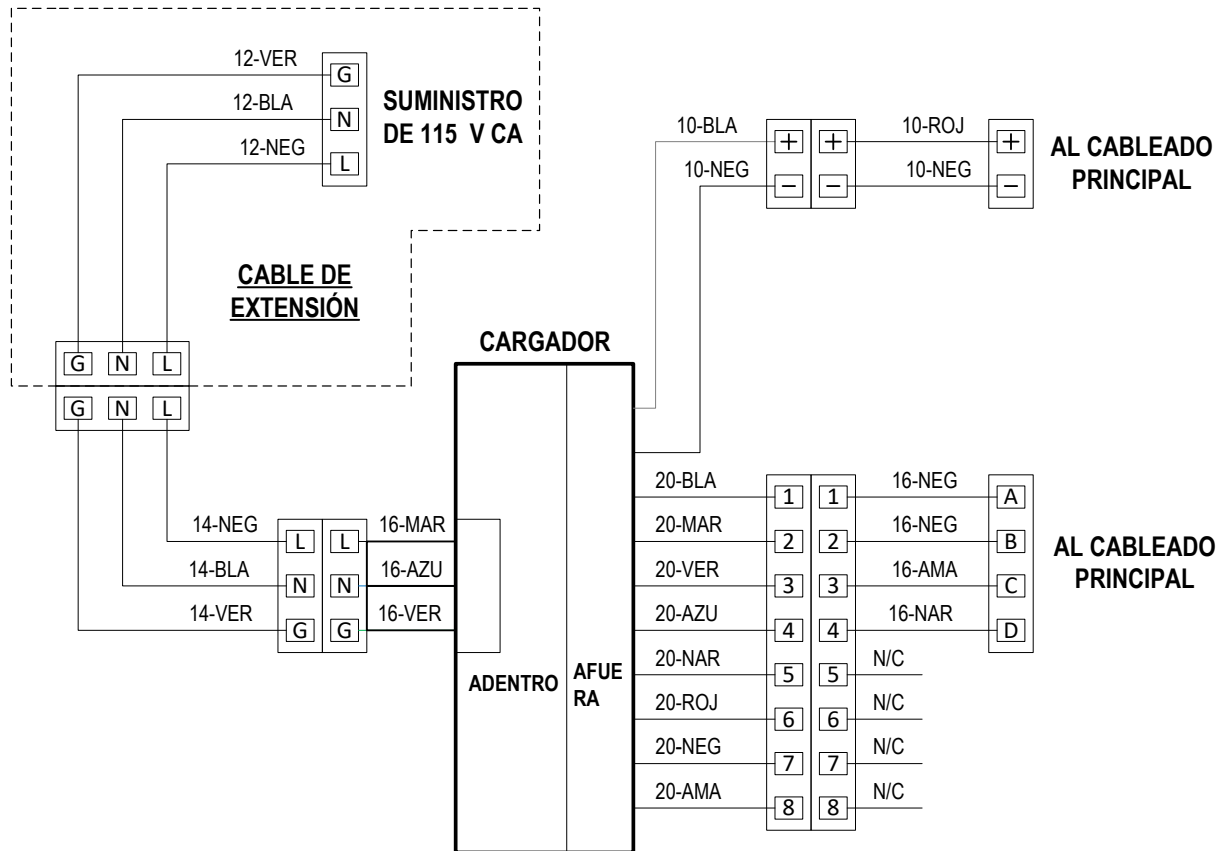 12-VER
G
12-BLA
N
12-NEG
L
SUMINISTRO
DE 115 V CA
CABLE DE
EXTENSIÓN
G N L
G N L
14-NEG L L 16-MAR
14-BLA N N 16-AZU
14-VER G G 16-VER
CARGADOR
ADENTRO
AFUE
RA
10-BLA + + 10-ROJ +
10-NEG − − 10-NEG −
AL CABLEADO
PRINCIPAL
20-BLA 1 1 16-NEG A
20-MAR 2 2 16-NEG B
20-VER 3 3 16-AMA C
20-AZU 4 4 16-NAR D
20-NAR 5 5 N/C
20-ROJ 6 6 N/C
20-NEG 7 7 N/C
20-AMA 8 8 N/C
AL CABLEADO
PRINCIPAL